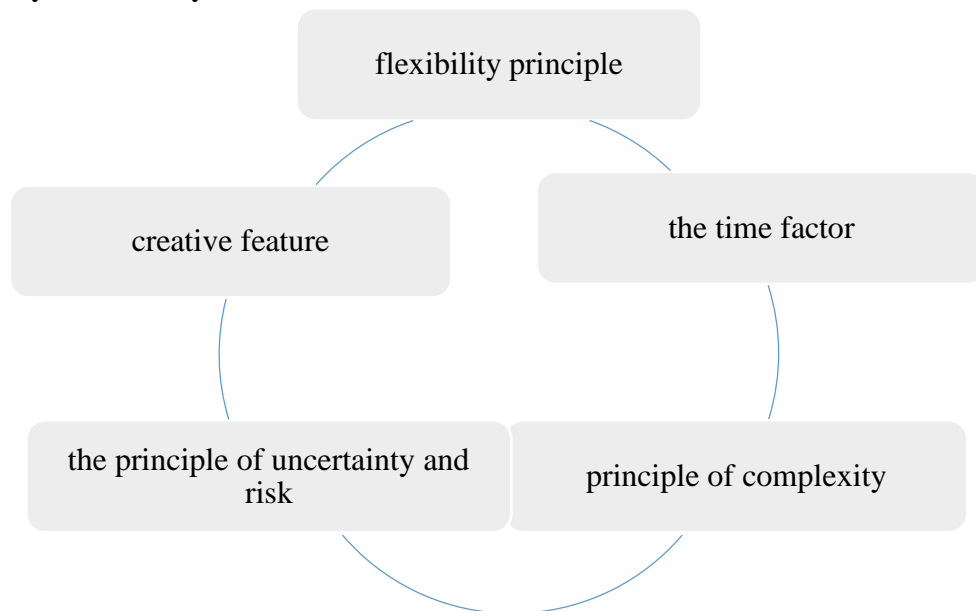 flexibility principle
the time factor
creative feature
the principle of uncertainty and
risk
principle of complexity